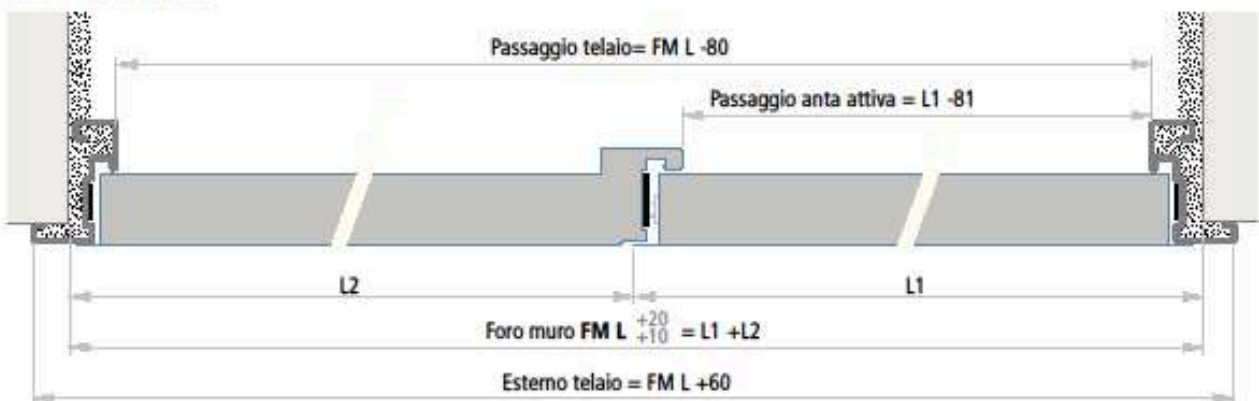 Passaggio telaio= FM L -80
Passaggio anta attiva = L1 -81
L2
L1
Foro muro FM L +20 +10 = L1 +L2
Esterno telaio = FM L +60